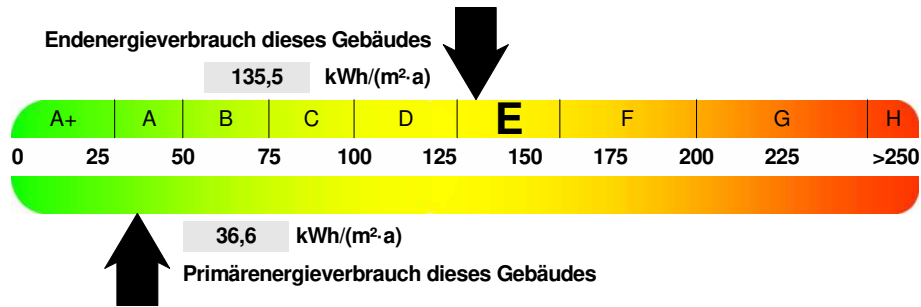 Endenergieverbrauch dieses Gebäudes
135,5 kWh/(m²·a)
A+ A B C D E F G H
0 25 50 75 100 125 150 175 200 225 >250
36,6 kWh/(m²·a)
Primärenergieverbrauch dieses Gebäudes